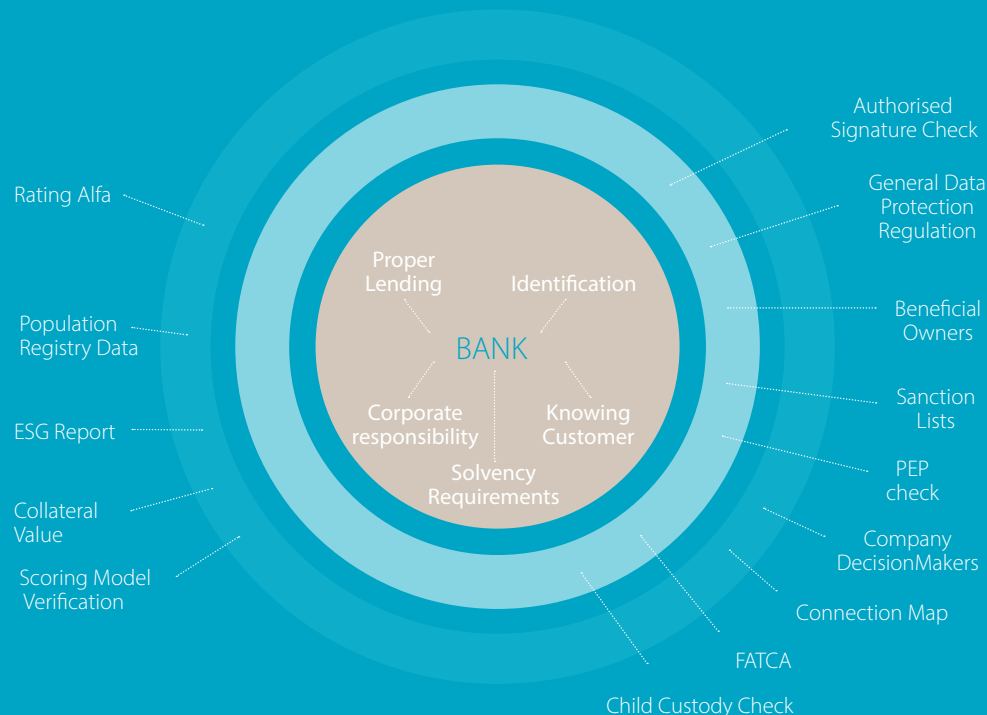 Authorised
Signature Check
General Data
Protection
Regulation
Beneficial
Owners
Sanction
Lists
PEP
check
Company
DecisionMakers
Connection Map
FATCA
Child Custody Check
Rating Alfa
Population
Registry Data
ESG Report
Collateral
Value
Scoring Model
Verification
Proper
Lending
Identification
BANK
Corporate
responsibility
Knowing
Customer
Solvency
Requirements